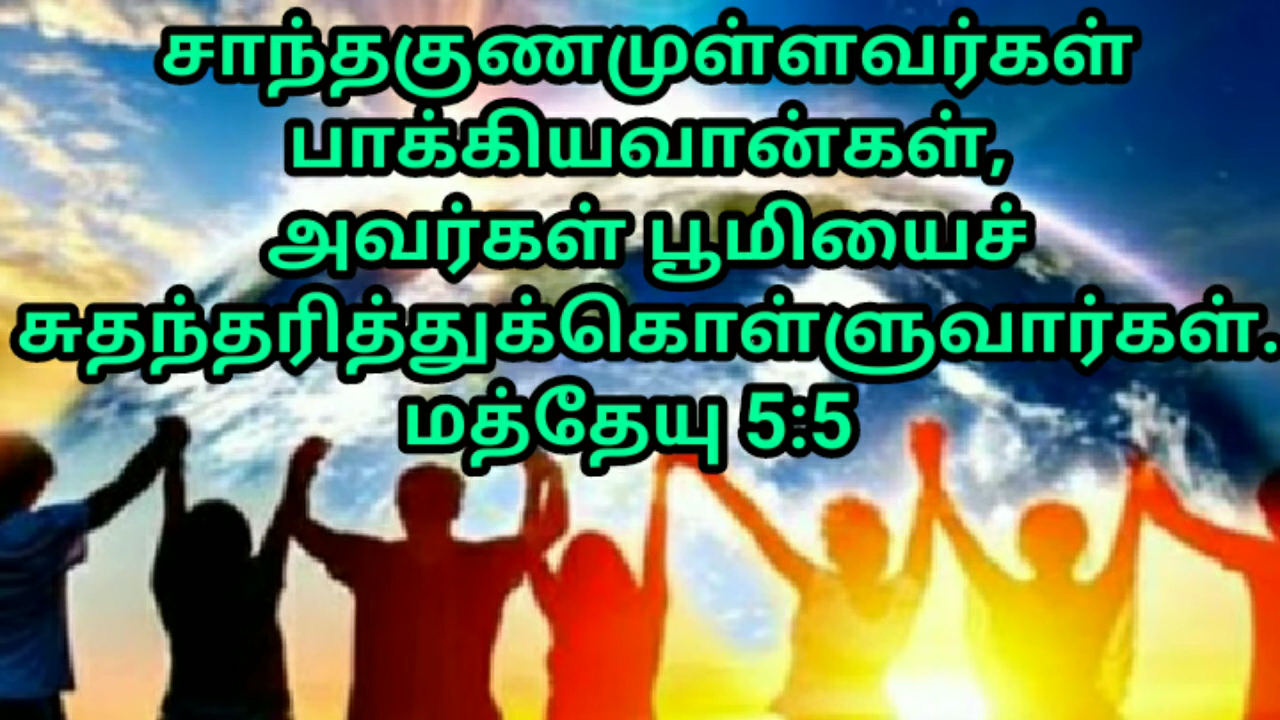 சாந்தகுணமுள்ளவர்கள்
பாக்கியவான்கள்,
அவர்கள் பூமியைச்
சுதந்தரித்துக்கொள்ளுவார்கள்.
மத்தேயு 5:5